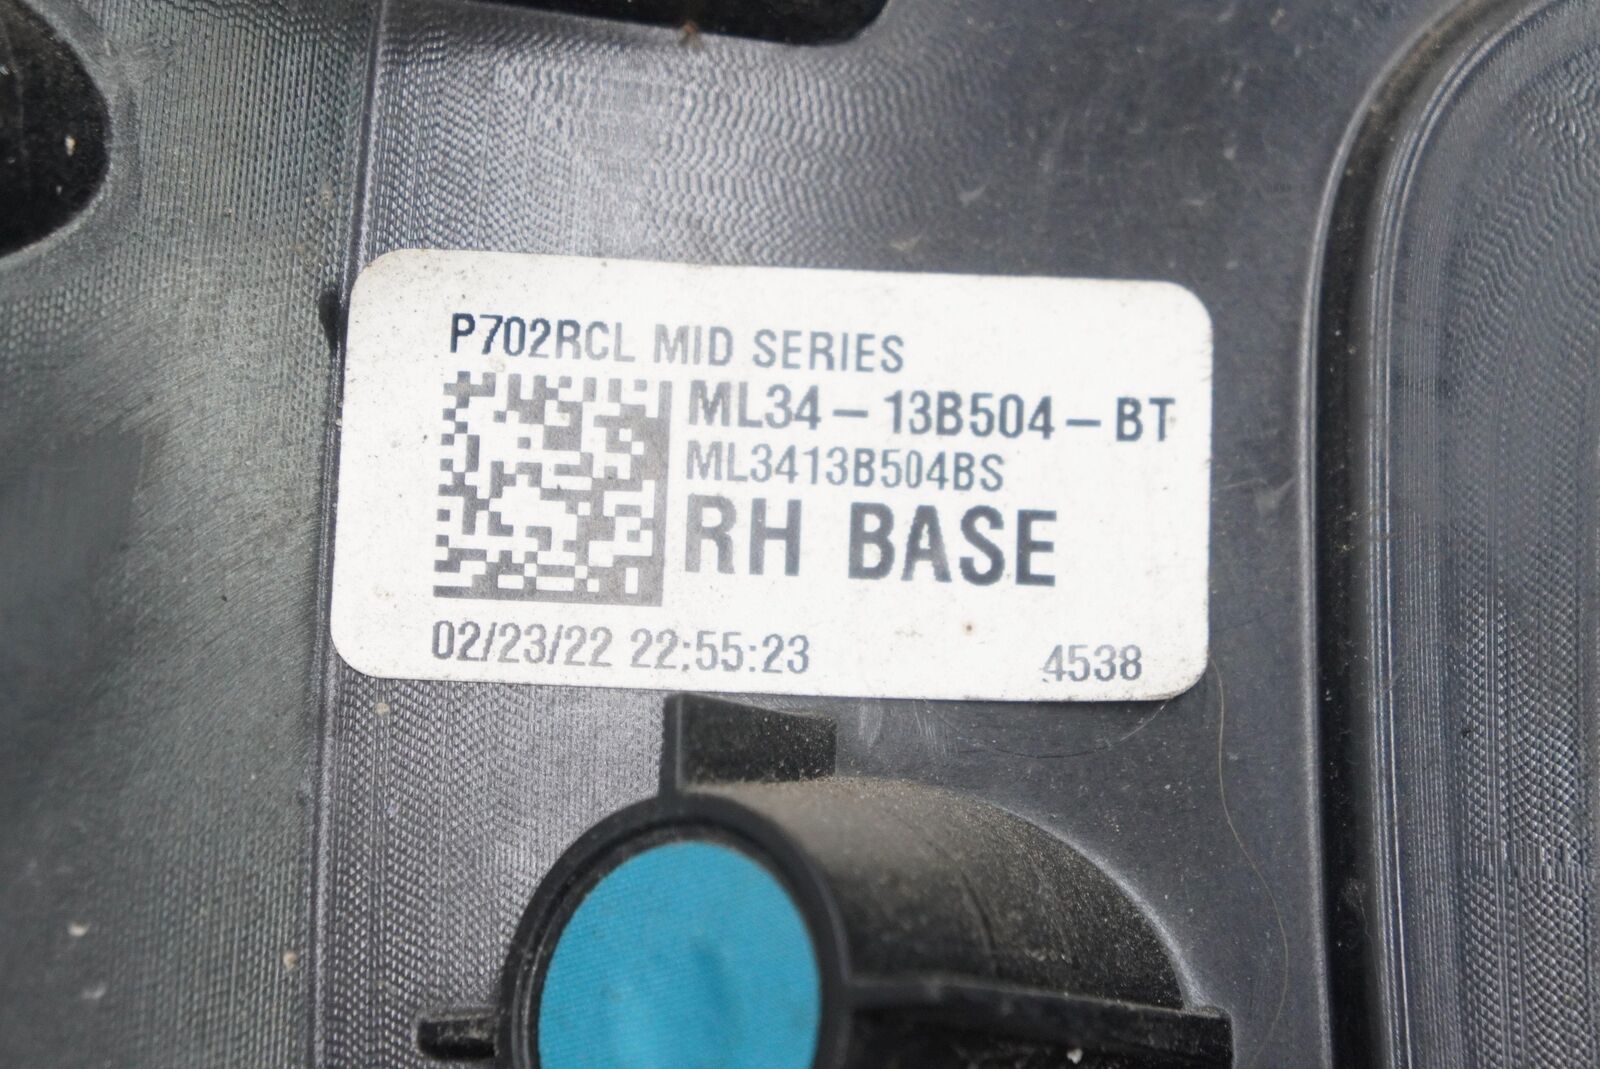 P702RCL MID SERIES
ML34-13B504-BT
ML3413B504BS
RH BASE
02/23/22 22:55:23
4538